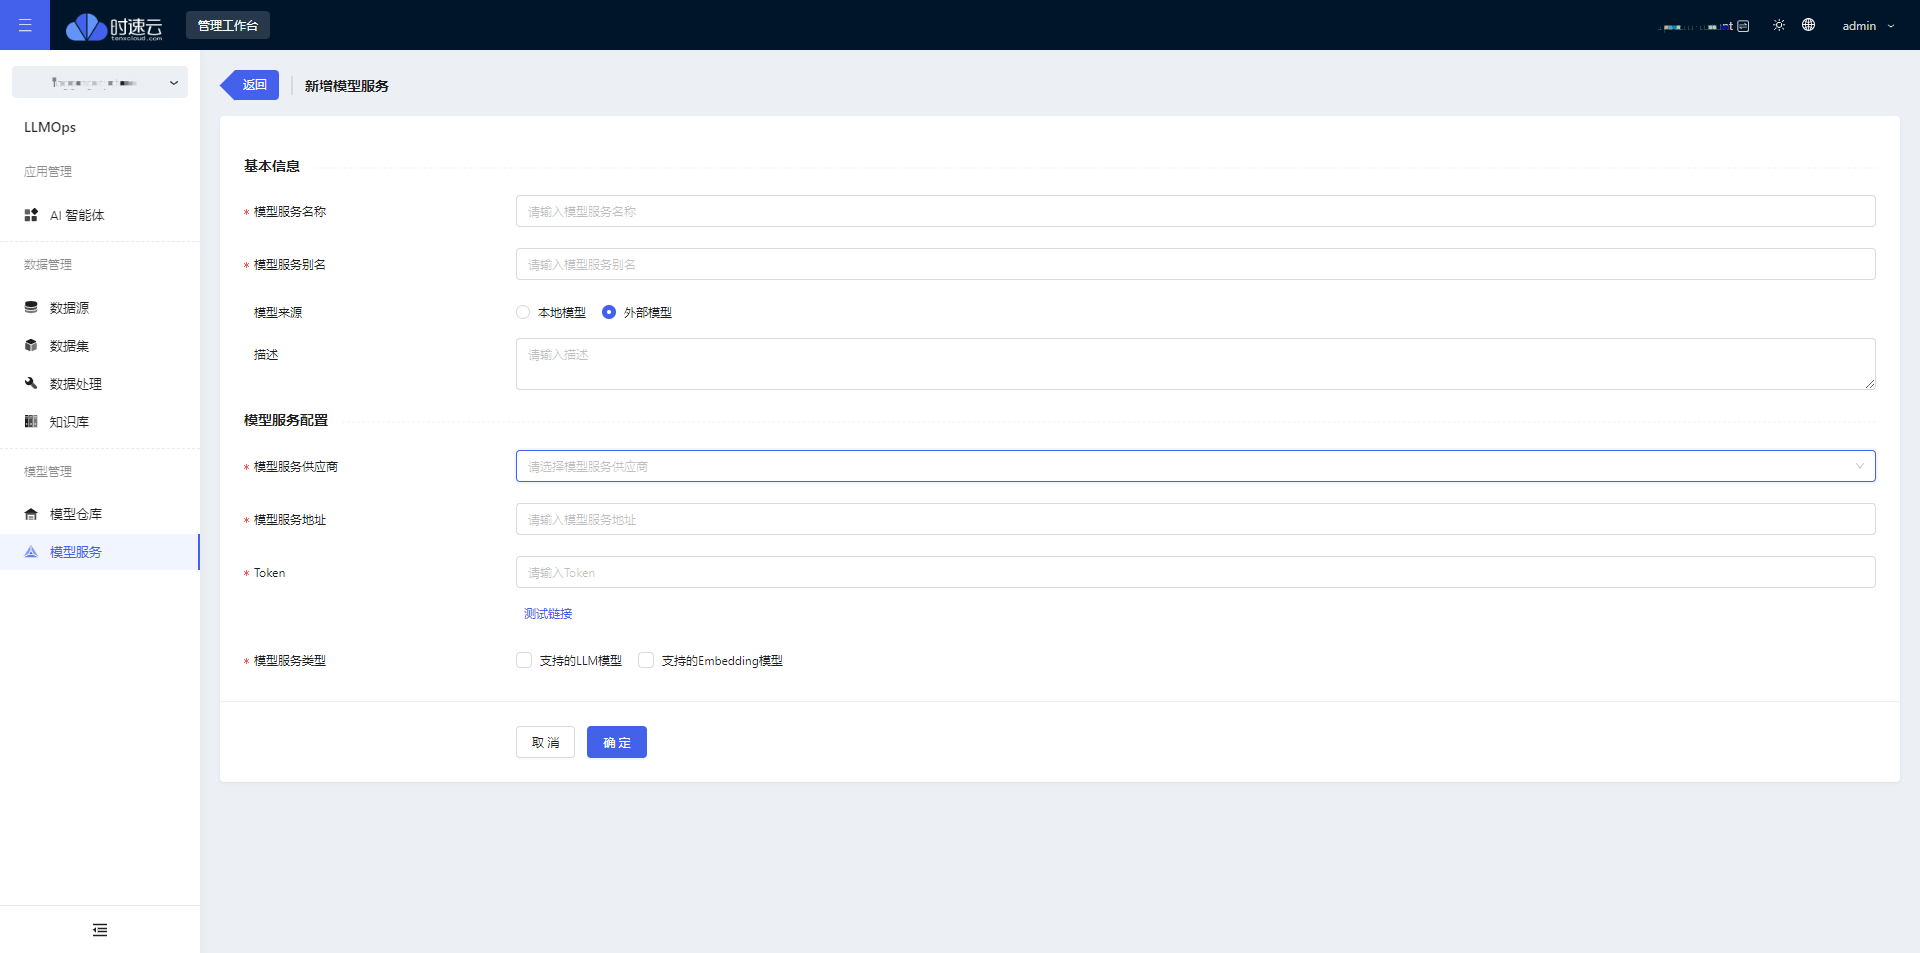 时速云
tenxcloud.com
管理工作台
admin
返回
新增模型服务
LLMOps
应用管理
AI 智能体
数据管理
数据源
数据集
数据处理
知识库
模型管理
模型仓库
模型服务
基本信息
* 模型服务名称 请输入模型服务名称
* 模型服务别名 请输入模型服务别名
模型来源 本地模型 外部模型
描述 请输入描述
模型服务配置
* 模型服务供应商 请选择模型服务供应商
* 模型服务地址 请输入模型服务地址
* Token 请输入Token
测试链接
* 模型服务类型 支持的LLM模型 支持的Embedding模型
取 消 确 定